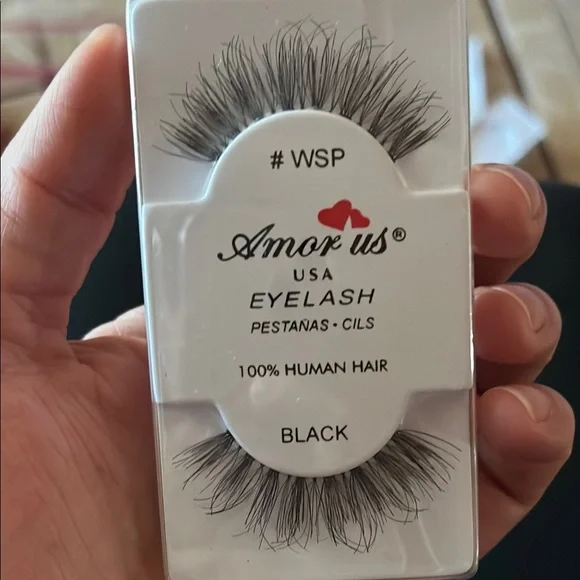 # WSP
Amor us®
USA
EYELASH
PESTAÑAS • CILS
100% HUMAN HAIR
BLACK